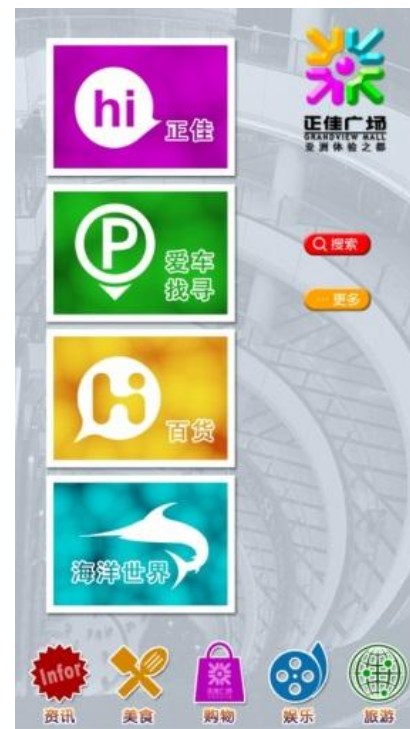 hi
正佳
正佳广场
GRANDVIEW MALL
亚洲体验之都
P
爱车
找寻
搜索
更多
Hi
百货
海洋世界
Infor
资讯
美食
购物
娱乐
旅游